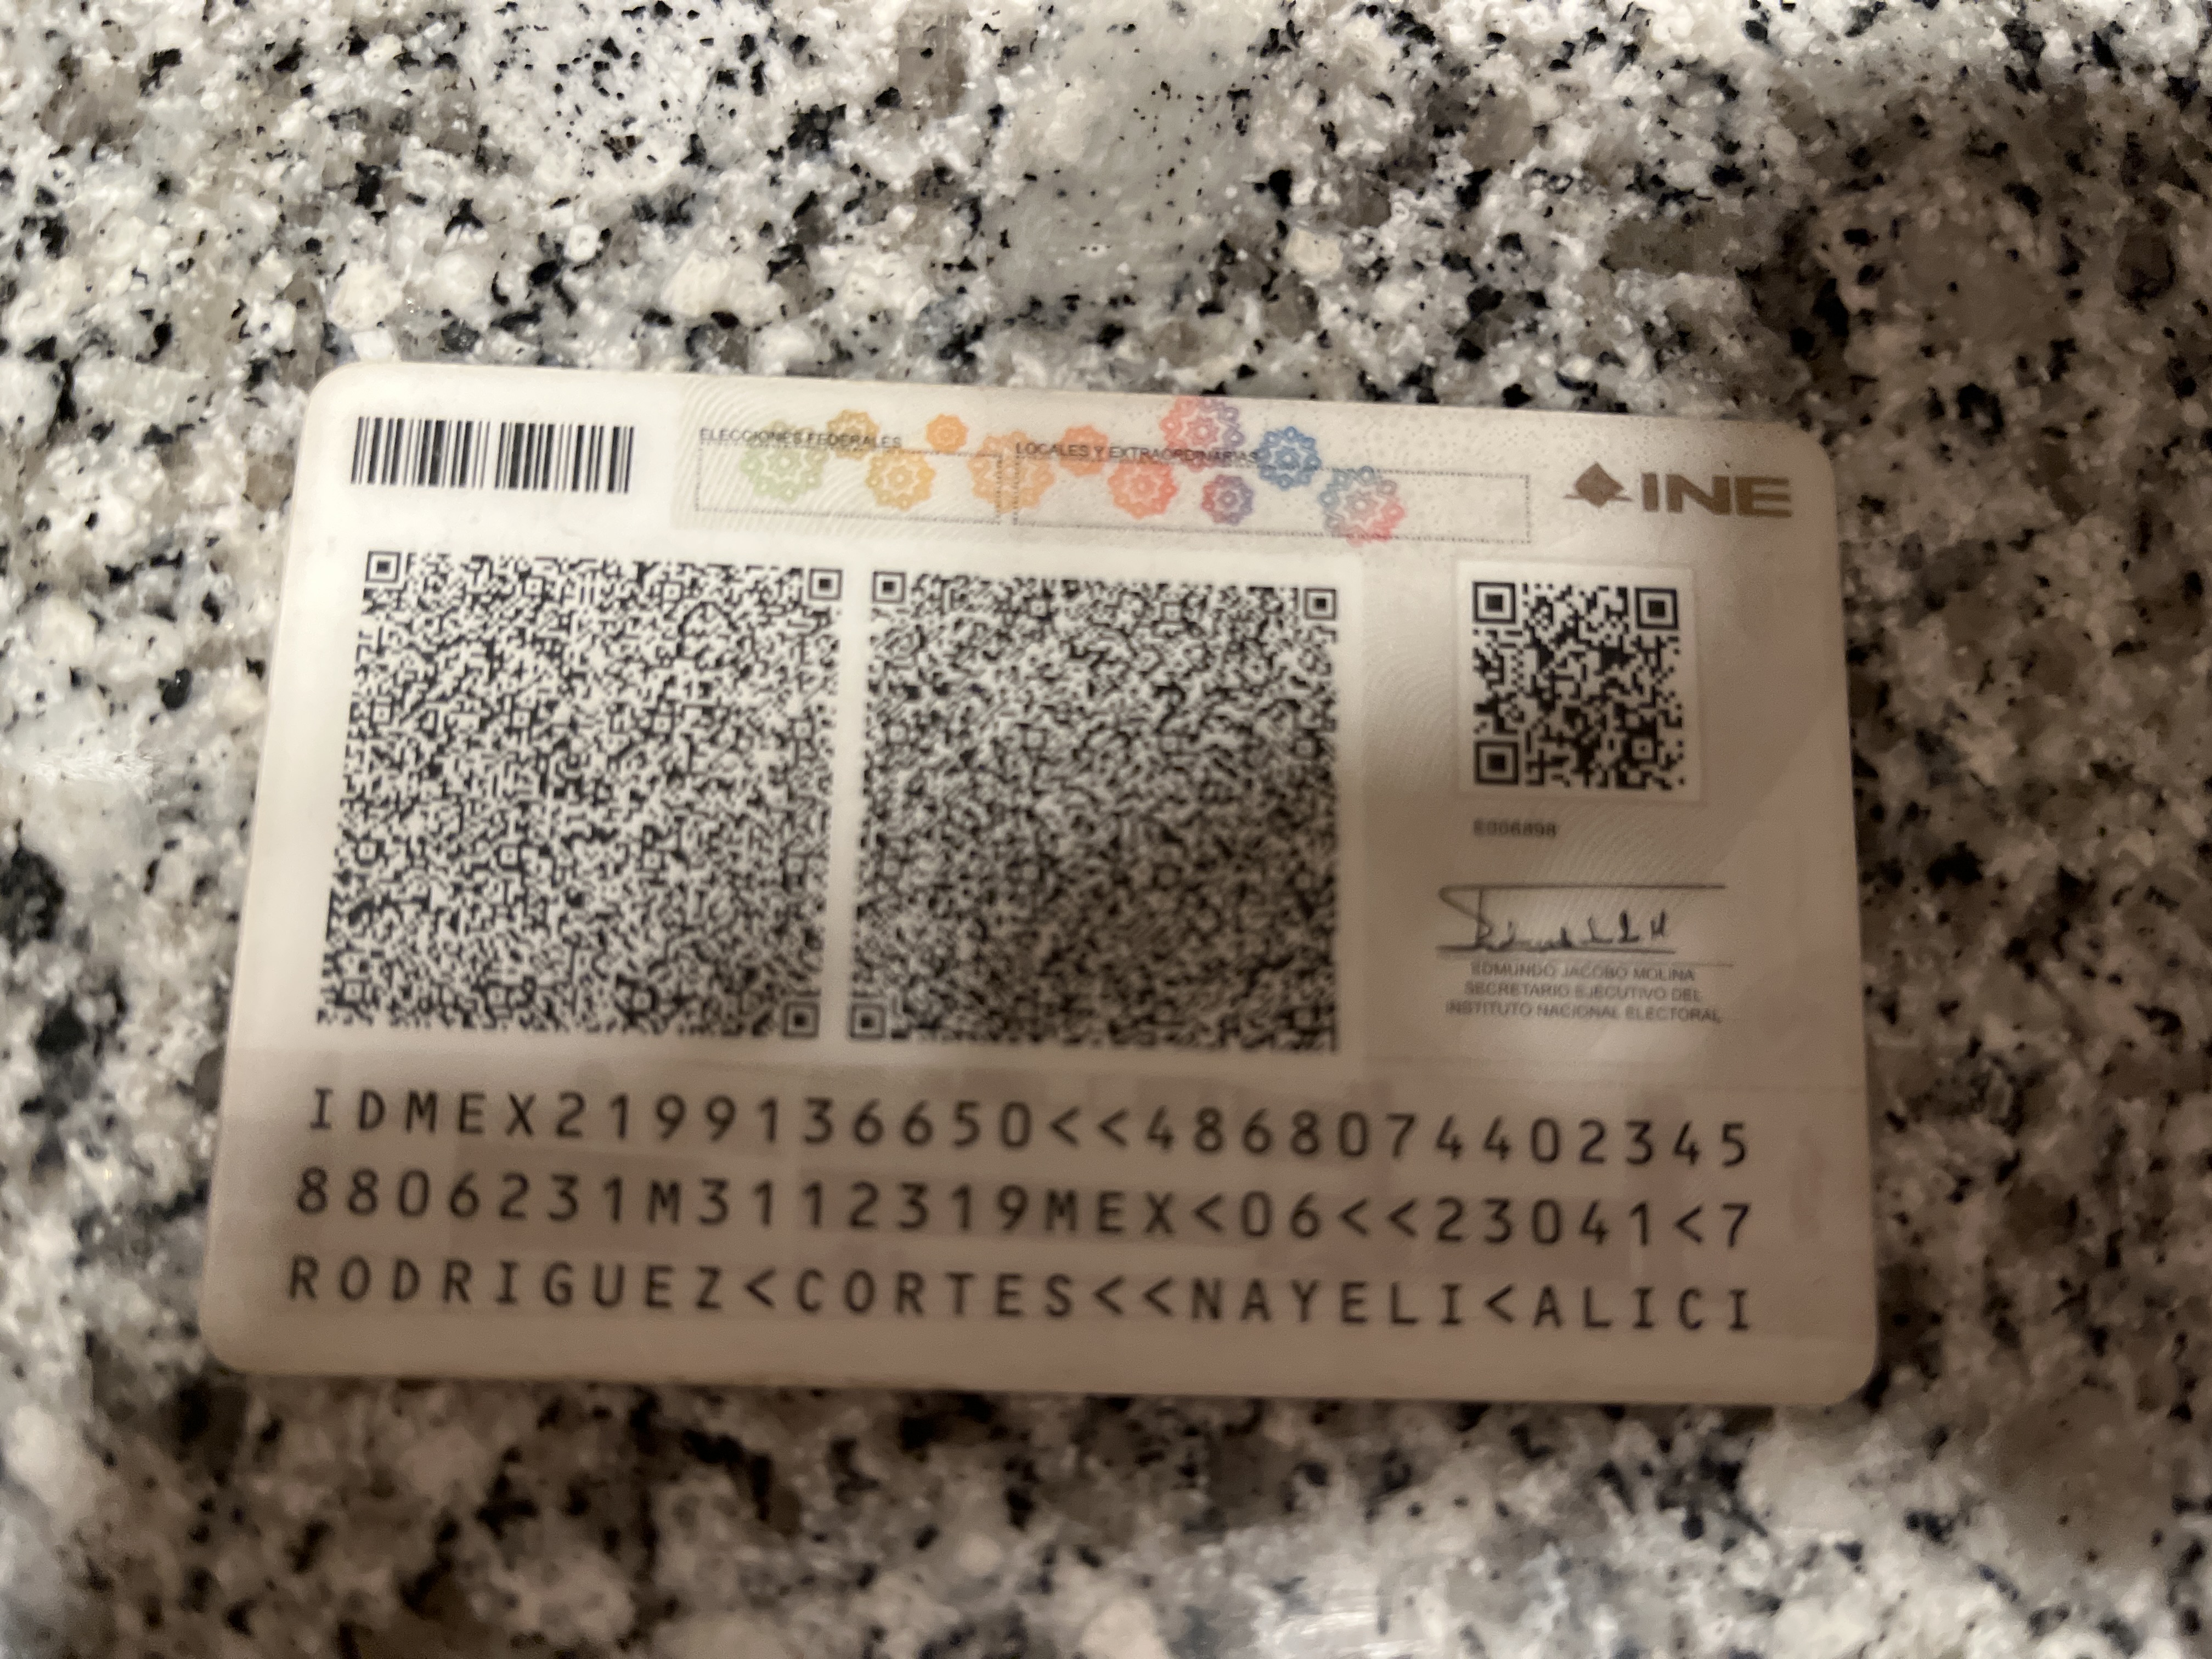 ELECCIONES FEDERALES
LOCALES Y EXTRAORDINARIAS
INE
E006898
EDMUNDO JACOBO MOLINA
SECRETARIO EJECUTIVO DEL
INSTITUTO NACIONAL ELECTORAL
IDMEX2199136650<<4868074402345
8806231M3112319MEX<06<<23041<7
RODRIGUEZ<CORTES<<NAYELI<ALICI